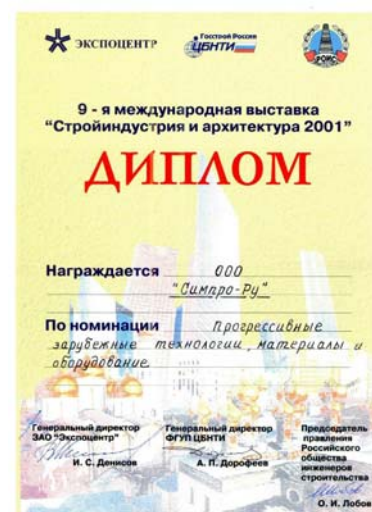 ЭКСПОЦЕНТР
Госстрой России
ЦБНТИ
РОИС
9 - я международная выставка
“Стройиндустрия и архитектура 2001”
ДИПЛОМ
Награждается ООО
“Симпро-Ру”
По номинации Прогрессивные
зарубежные технологии, материалы и
оборудование.
Генеральный директор
ЗАО “Экспоцентр”
И. С. Денисов
Генеральный директор
ФГУП ЦБНТИ
А. П. Дорофеев
Председатель
правления
Российского
общества
инженеров
строительства
О. И. Лобов